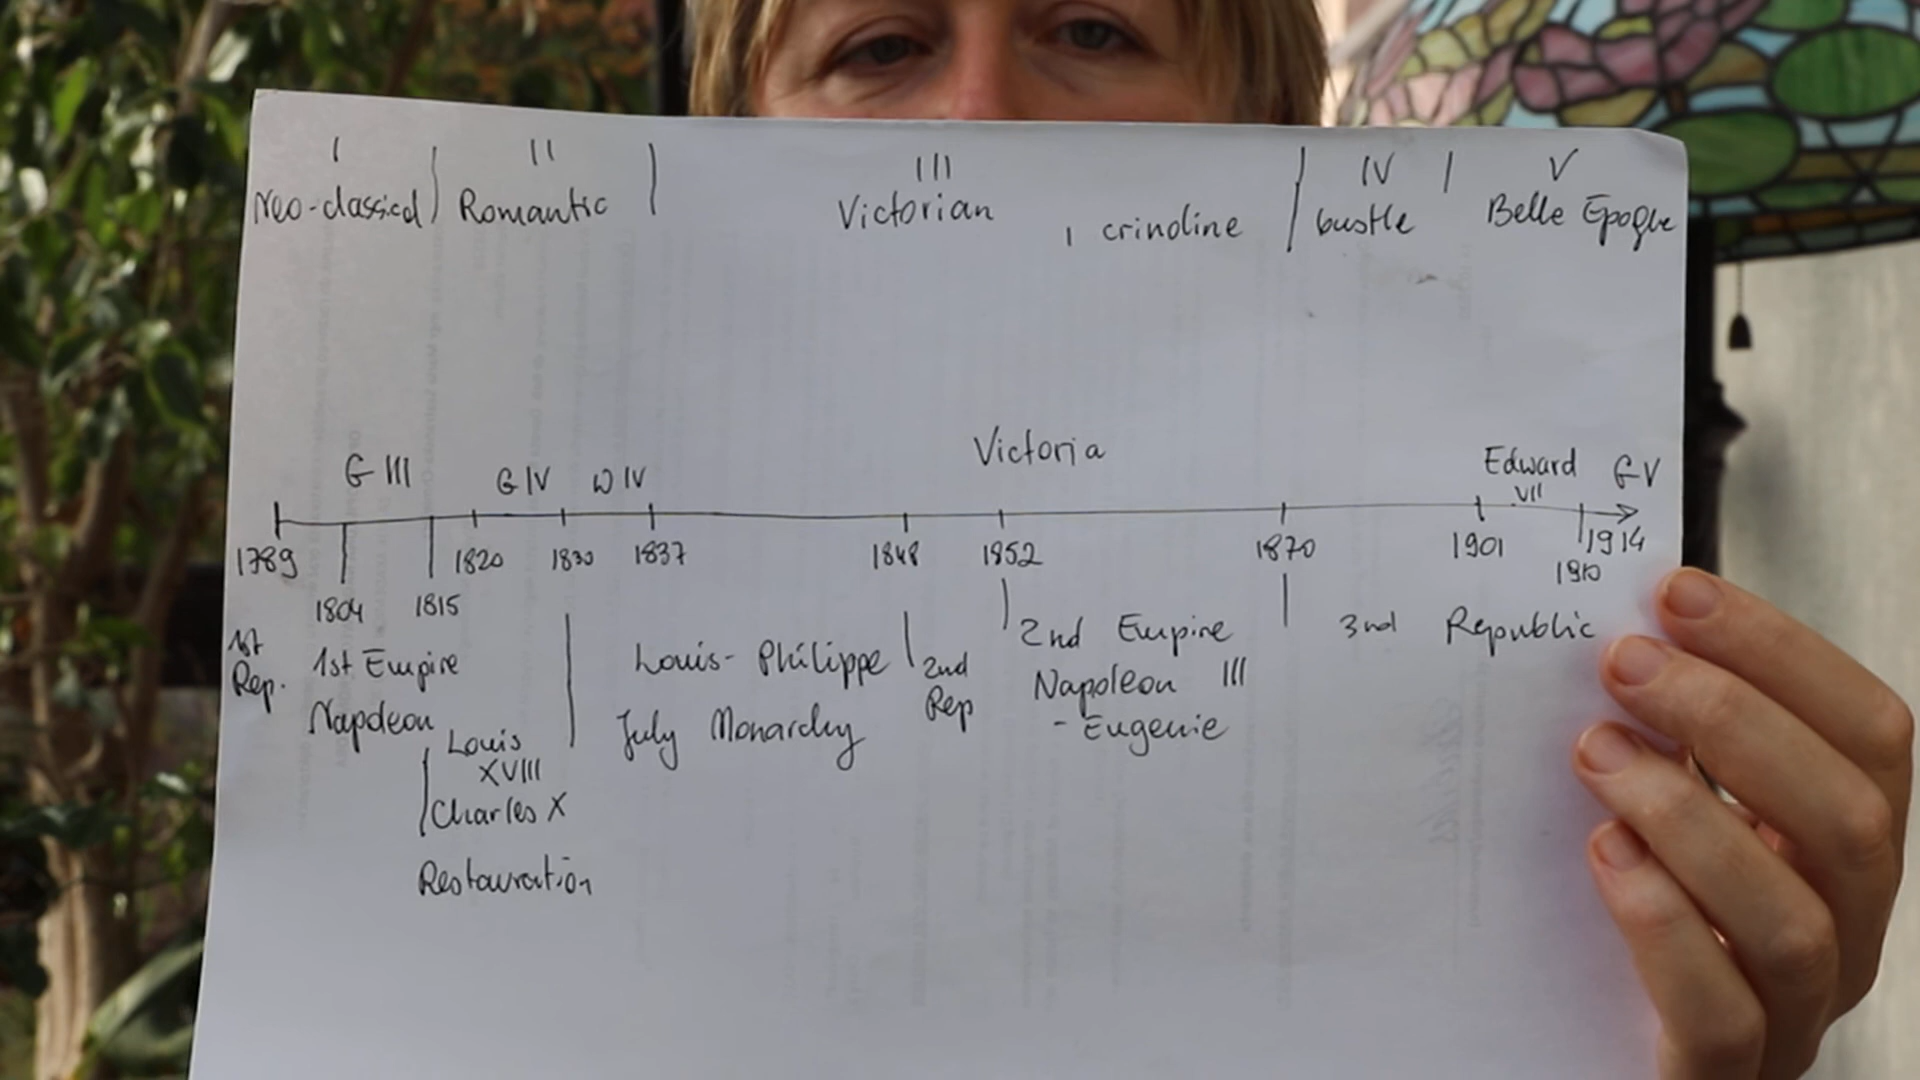 I II III IV V
Neo-classical Romantic Victorian crinoline bustle Belle Epoque
Victoria
G III G IV W IV Edward VII G V
1789 1804 1815 1820 1830 1837 1848 1852 1870 1901 1910 1914
1st Rep.
1st Empire
Napoleon
Louis XVIII
Charles X
Restauration
Louis-Philippe
July Monarchy
2nd Rep
2nd Empire
Napoleon III
- Eugenie
3nd Republic